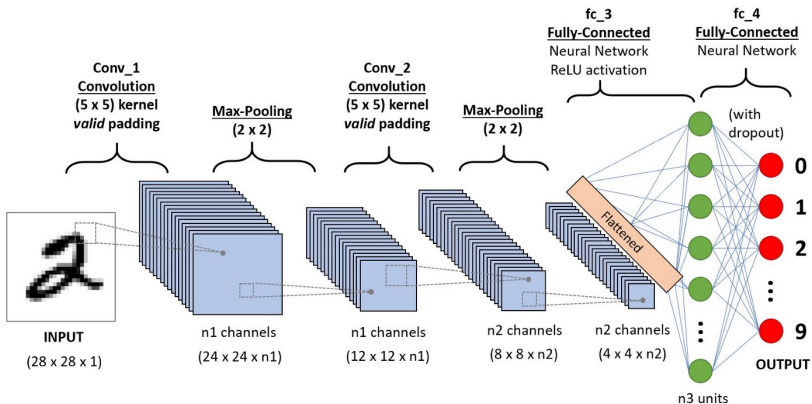 fc_3
Fully-Connected
Neural Network
ReLU activation
fc_4
Fully-Connected
Neural Network
Conv_1
Convolution
(5 x 5) kernel
valid padding
Max-Pooling
(2 x 2)
Conv_2
Convolution
(5 x 5) kernel
valid padding
Max-Pooling
(2 x 2)
(with
dropout)
Flattened
0
1
2
9
2
INPUT
(28 x 28 x 1)
n1 channels
(24 x 24 x n1)
n1 channels
(12 x 12 x n1)
n2 channels
(8 x 8 x n2)
n2 channels
(4 x 4 x n2)
OUTPUT
n3 units